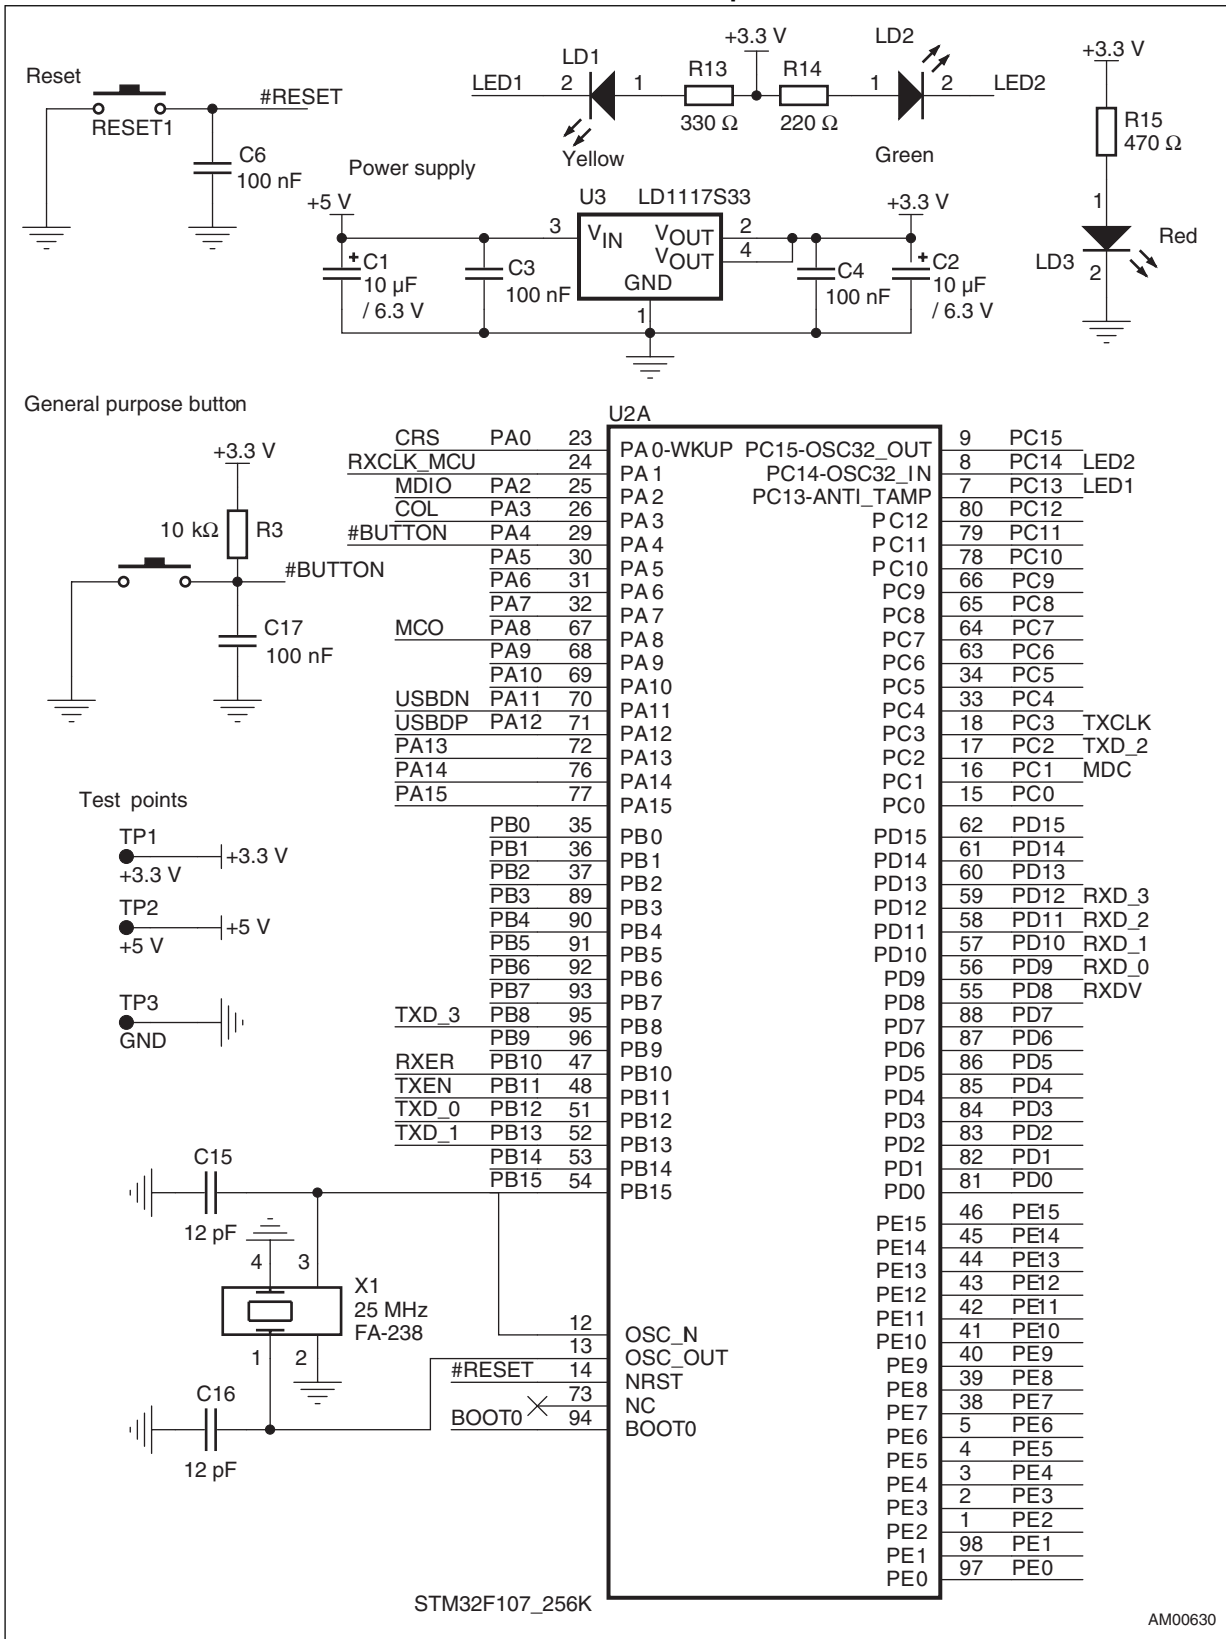 Reset
RESET1
#RESET
C6
100 nF
LED1 2 LD1 1 R13 +3.3 V R14 1 LD2 2 LED2
330 Ω 220 Ω
Yellow
Green
+3.3 V
R15
470 Ω
1
LD3
2
Red
Power supply
+5 V
U3 LD1117S33
+3.3 V
3 VIN VOUT 2
VOUT 4
GND
1
+ C1
10 µF
/ 6.3 V
C3
100 nF
C4
100 nF
+ C2
10 µF
/ 6.3 V
General purpose button
+3.3 V
10 kΩ R3
#BUTTON
C17
100 nF
Test points
TP1
+3.3 V
+3.3 V
TP2
+5 V
+5 V
TP3
GND
C15
12 pF
4 3
X1
25 MHz
FA-238
1 2
C16
12 pF
U2A
CRS PA0 23 PA0-WKUP
RXCLK_MCU 24 PA1
MDIO PA2 25 PA2
COL PA3 26 PA3
#BUTTON PA4 29 PA4
PA5 30 PA5
PA6 31 PA6
PA7 32 PA7
MCO PA8 67 PA8
PA9 68 PA9
PA10 69 PA10
USBDN PA11 70 PA11
USBDP PA12 71 PA12
PA13 72 PA13
PA14 76 PA14
PA15 77 PA15
PB0 35 PB0
PB1 36 PB1
PB2 37 PB2
PB3 89 PB3
PB4 90 PB4
PB5 91 PB5
PB6 92 PB6
PB7 93 PB7
TXD_3 PB8 95 PB8
PB9 96 PB9
RXER PB10 47 PB10
TXEN PB11 48 PB11
TXD_0 PB12 51 PB12
TXD_1 PB13 52 PB13
PB14 53 PB14
PB15 54 PB15
12 OSC_N
13 OSC_OUT
#RESET 14 NRST
73 NC
BOOT0 94 BOOT0
PC15-OSC32_OUT 9 PC15
PC14-OSC32_IN 8 PC14 LED2
PC13-ANTI_TAMP 7 PC13 LED1
PC12 80 PC12
PC11 79 PC11
PC10 78 PC10
PC9 66 PC9
PC8 65 PC8
PC7 64 PC7
PC6 63 PC6
PC5 34 PC5
PC4 33 PC4
PC3 18 PC3 TXCLK
PC2 17 PC2 TXD_2
PC1 16 PC1 MDC
PC0 15 PC0
PD15 62 PD15
PD14 61 PD14
PD13 60 PD13
PD12 59 PD12 RXD_3
PD11 58 PD11 RXD_2
PD10 57 PD10 RXD_1
PD9 56 PD9 RXD_0
PD8 55 PD8 RXDV
PD7 88 PD7
PD6 87 PD6
PD5 86 PD5
PD4 85 PD4
PD3 84 PD3
PD2 83 PD2
PD1 82 PD1
PD0 81 PD0
PE15 46 PE15
PE14 45 PE14
PE13 44 PE13
PE12 43 PE12
PE11 42 PE11
PE10 41 PE10
PE9 40 PE9
PE8 39 PE8
PE7 38 PE7
PE6 5 PE6
PE5 4 PE5
PE4 3 PE4
PE3 2 PE3
PE2 1 PE2
PE1 98 PE1
PE0 97 PE0
STM32F107_256K
AM00630